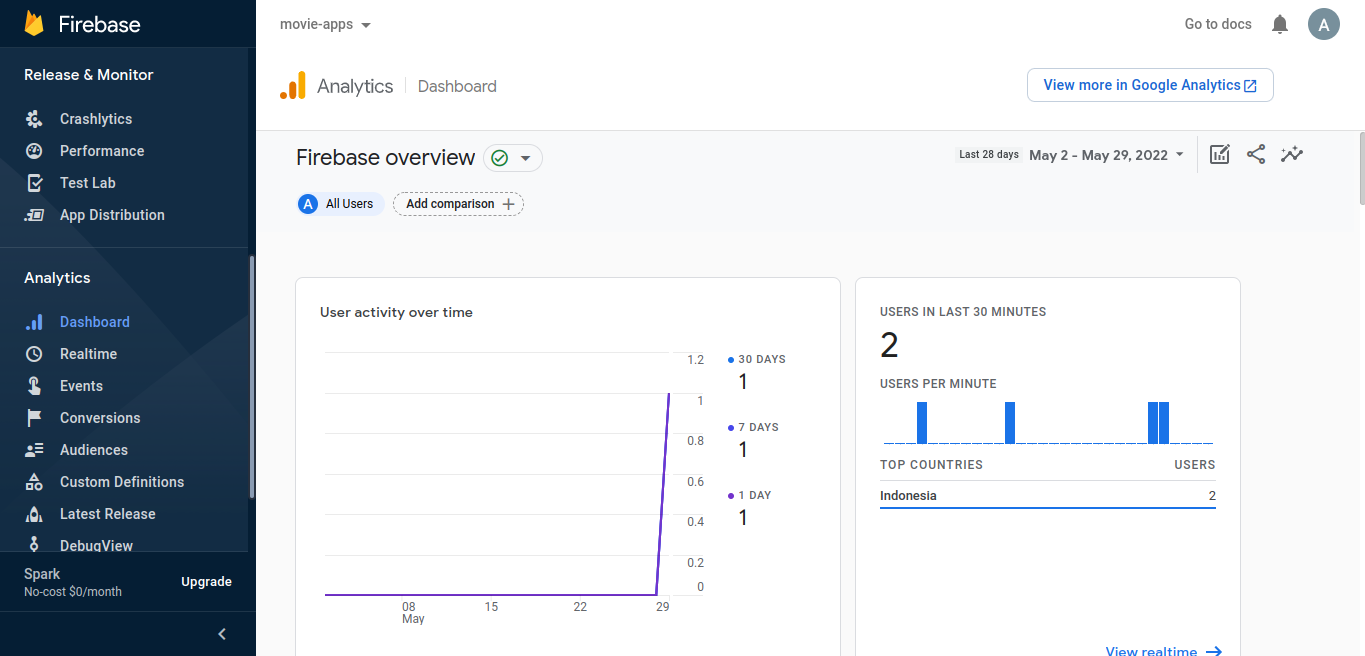 Firebase
Release & Monitor
Crashlytics
Performance
Test Lab
App Distribution
Analytics
Dashboard
Realtime
Events
Conversions
Audiences
Custom Definitions
Latest Release
DebugView
Spark
No-cost $0/month
Upgrade
movie-apps
Go to docs
A
Analytics
Dashboard
View more in Google Analytics
Firebase overview
Last 28 days May 2 - May 29, 2022
A All Users
Add comparison
User activity over time
1.2
1
0.8
0.6
0.4
0.2
0
08
May
15
22
29
30 DAYS
1
7 DAYS
1
1 DAY
1
USERS IN LAST 30 MINUTES
2
USERS PER MINUTE
TOP COUNTRIES USERS
Indonesia 2
View realtime